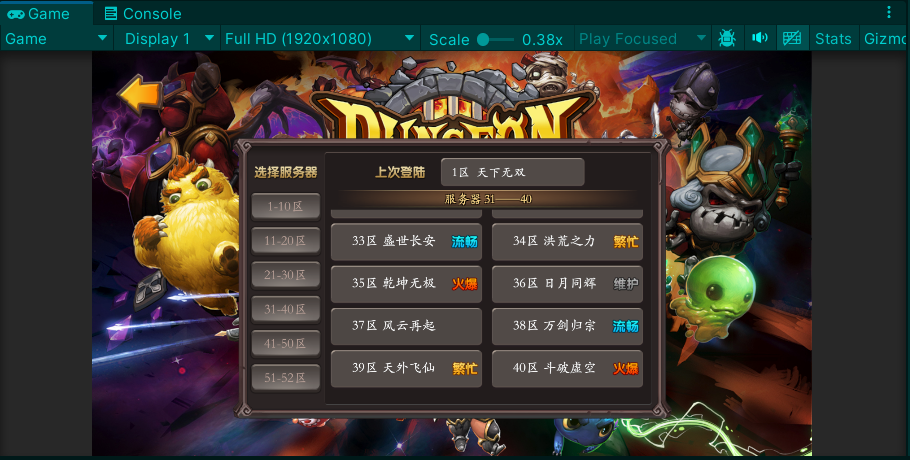 Game
Console
Game
Display 1
Full HD (1920x1080)
Scale
0.38x
Play Focused
Stats
Gizmo
DUNGEON
选择服务器
上次登陆
1区 天下无双
服务器 31——40
1-10区
11-20区
21-30区
31-40区
41-50区
51-52区
33区 盛世长安 流畅
34区 洪荒之力 繁忙
35区 乾坤无极 火爆
36区 日月同辉 维护
37区 风云再起
38区 万剑归宗 流畅
39区 天外飞仙 繁忙
40区 斗破虚空 火爆